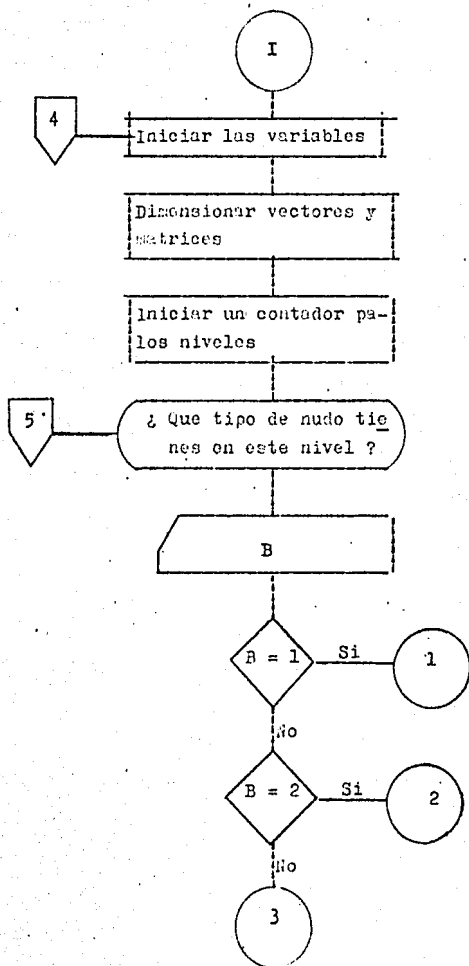 I
4
Iniciar las variables
Dimensionar vectores y
matrices
Iniciar un contador pa-
los niveles
5
¿ Que tipo de nudo tie
nes en este nivel ?
B
B = 1
Si
1
No
B = 2
Si
2
No
3